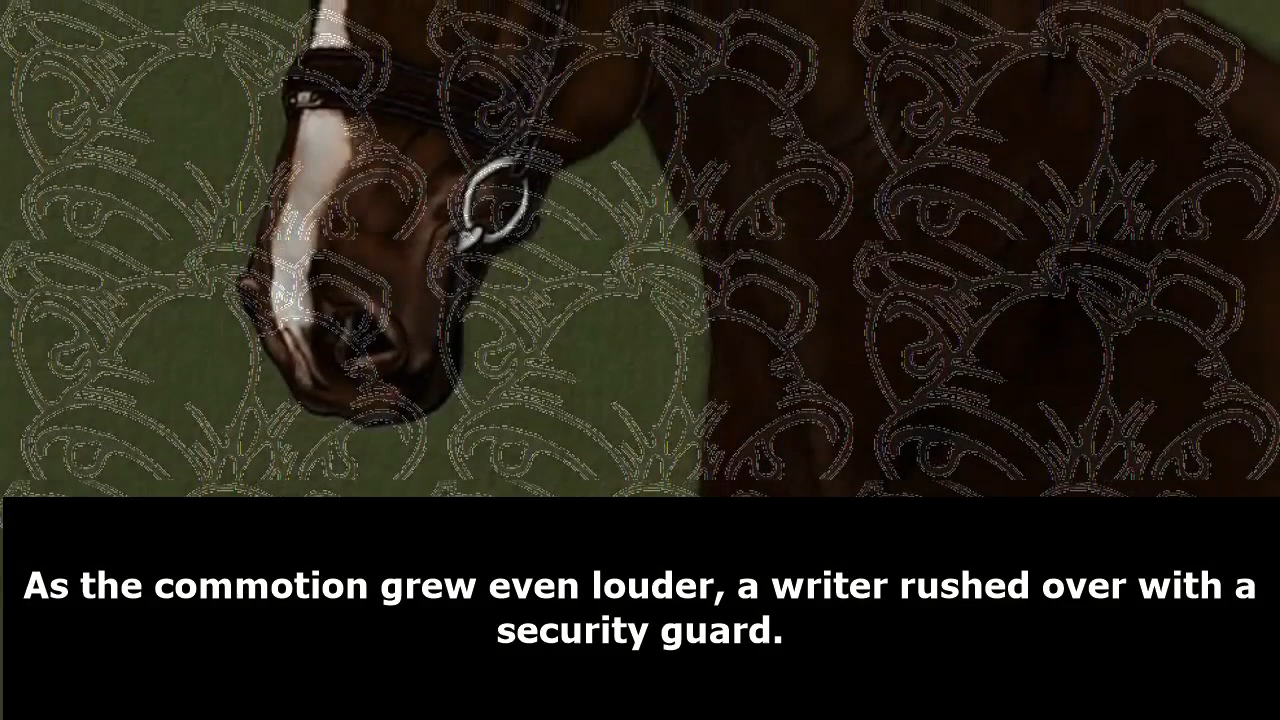 As the commotion grew even louder, a writer rushed over with a
security guard.